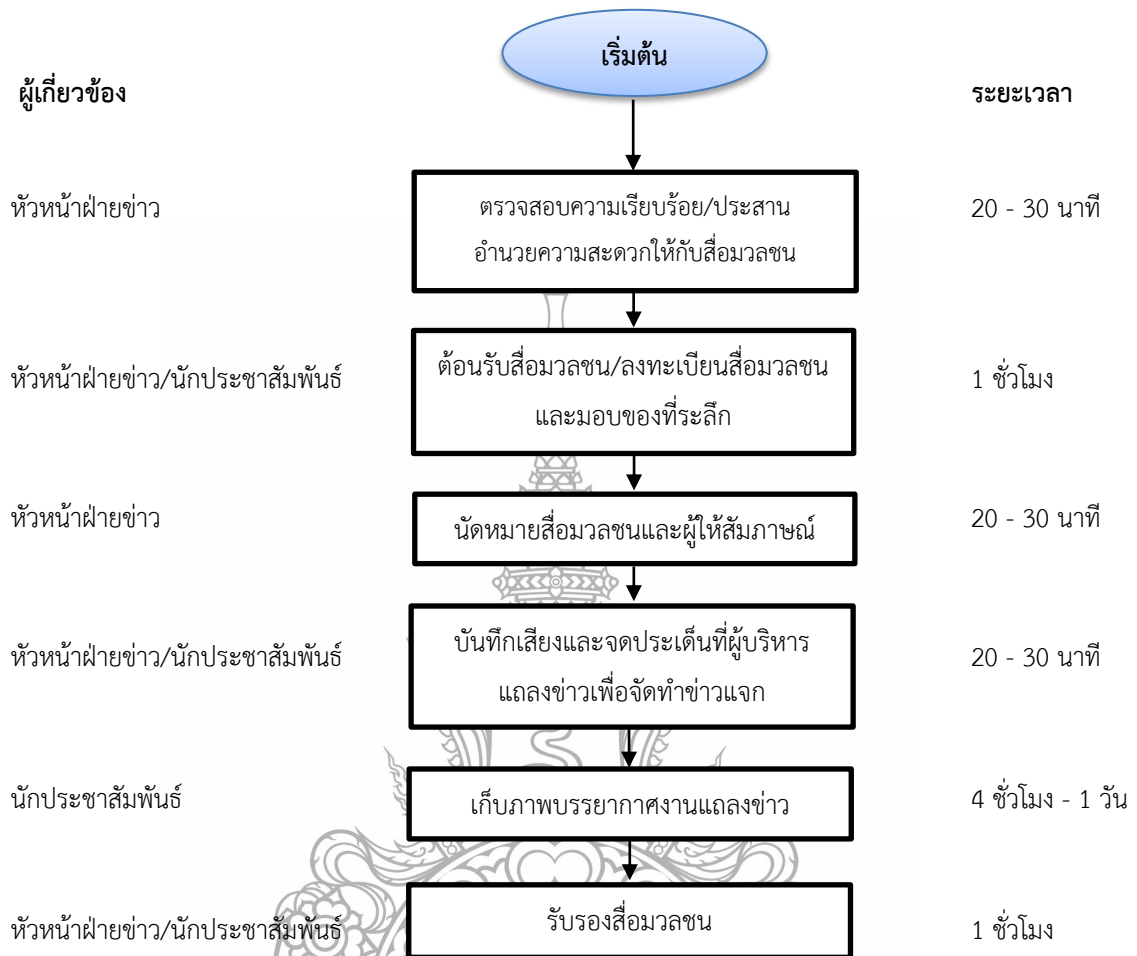 เริ่มต้น
ผู้เกี่ยวข้อง
ระยะเวลา
หัวหน้าฝ่ายข่าว
ตรวจสอบความเรียบร้อย/ประสาน
อำนวยความสะดวกให้กับสื่อมวลชน
20 - 30 นาที
หัวหน้าฝ่ายข่าว/นักประชาสัมพันธ์
ต้อนรับสื่อมวลชน/ลงทะเบียนสื่อมวลชน
และมอบของที่ระลึก
1 ชั่วโมง
หัวหน้าฝ่ายข่าว
นัดหมายสื่อมวลชนและผู้ให้สัมภาษณ์
20 - 30 นาที
หัวหน้าฝ่ายข่าว/นักประชาสัมพันธ์
บันทึกเสียงและจดประเด็นที่ผู้บริหาร
แถลงข่าวเพื่อจัดทำข่าวแจก
20 - 30 นาที
นักประชาสัมพันธ์
เก็บภาพบรรยากาศงานแถลงข่าว
4 ชั่วโมง - 1 วัน
หัวหน้าฝ่ายข่าว/นักประชาสัมพันธ์
รับรองสื่อมวลชน
1 ชั่วโมง